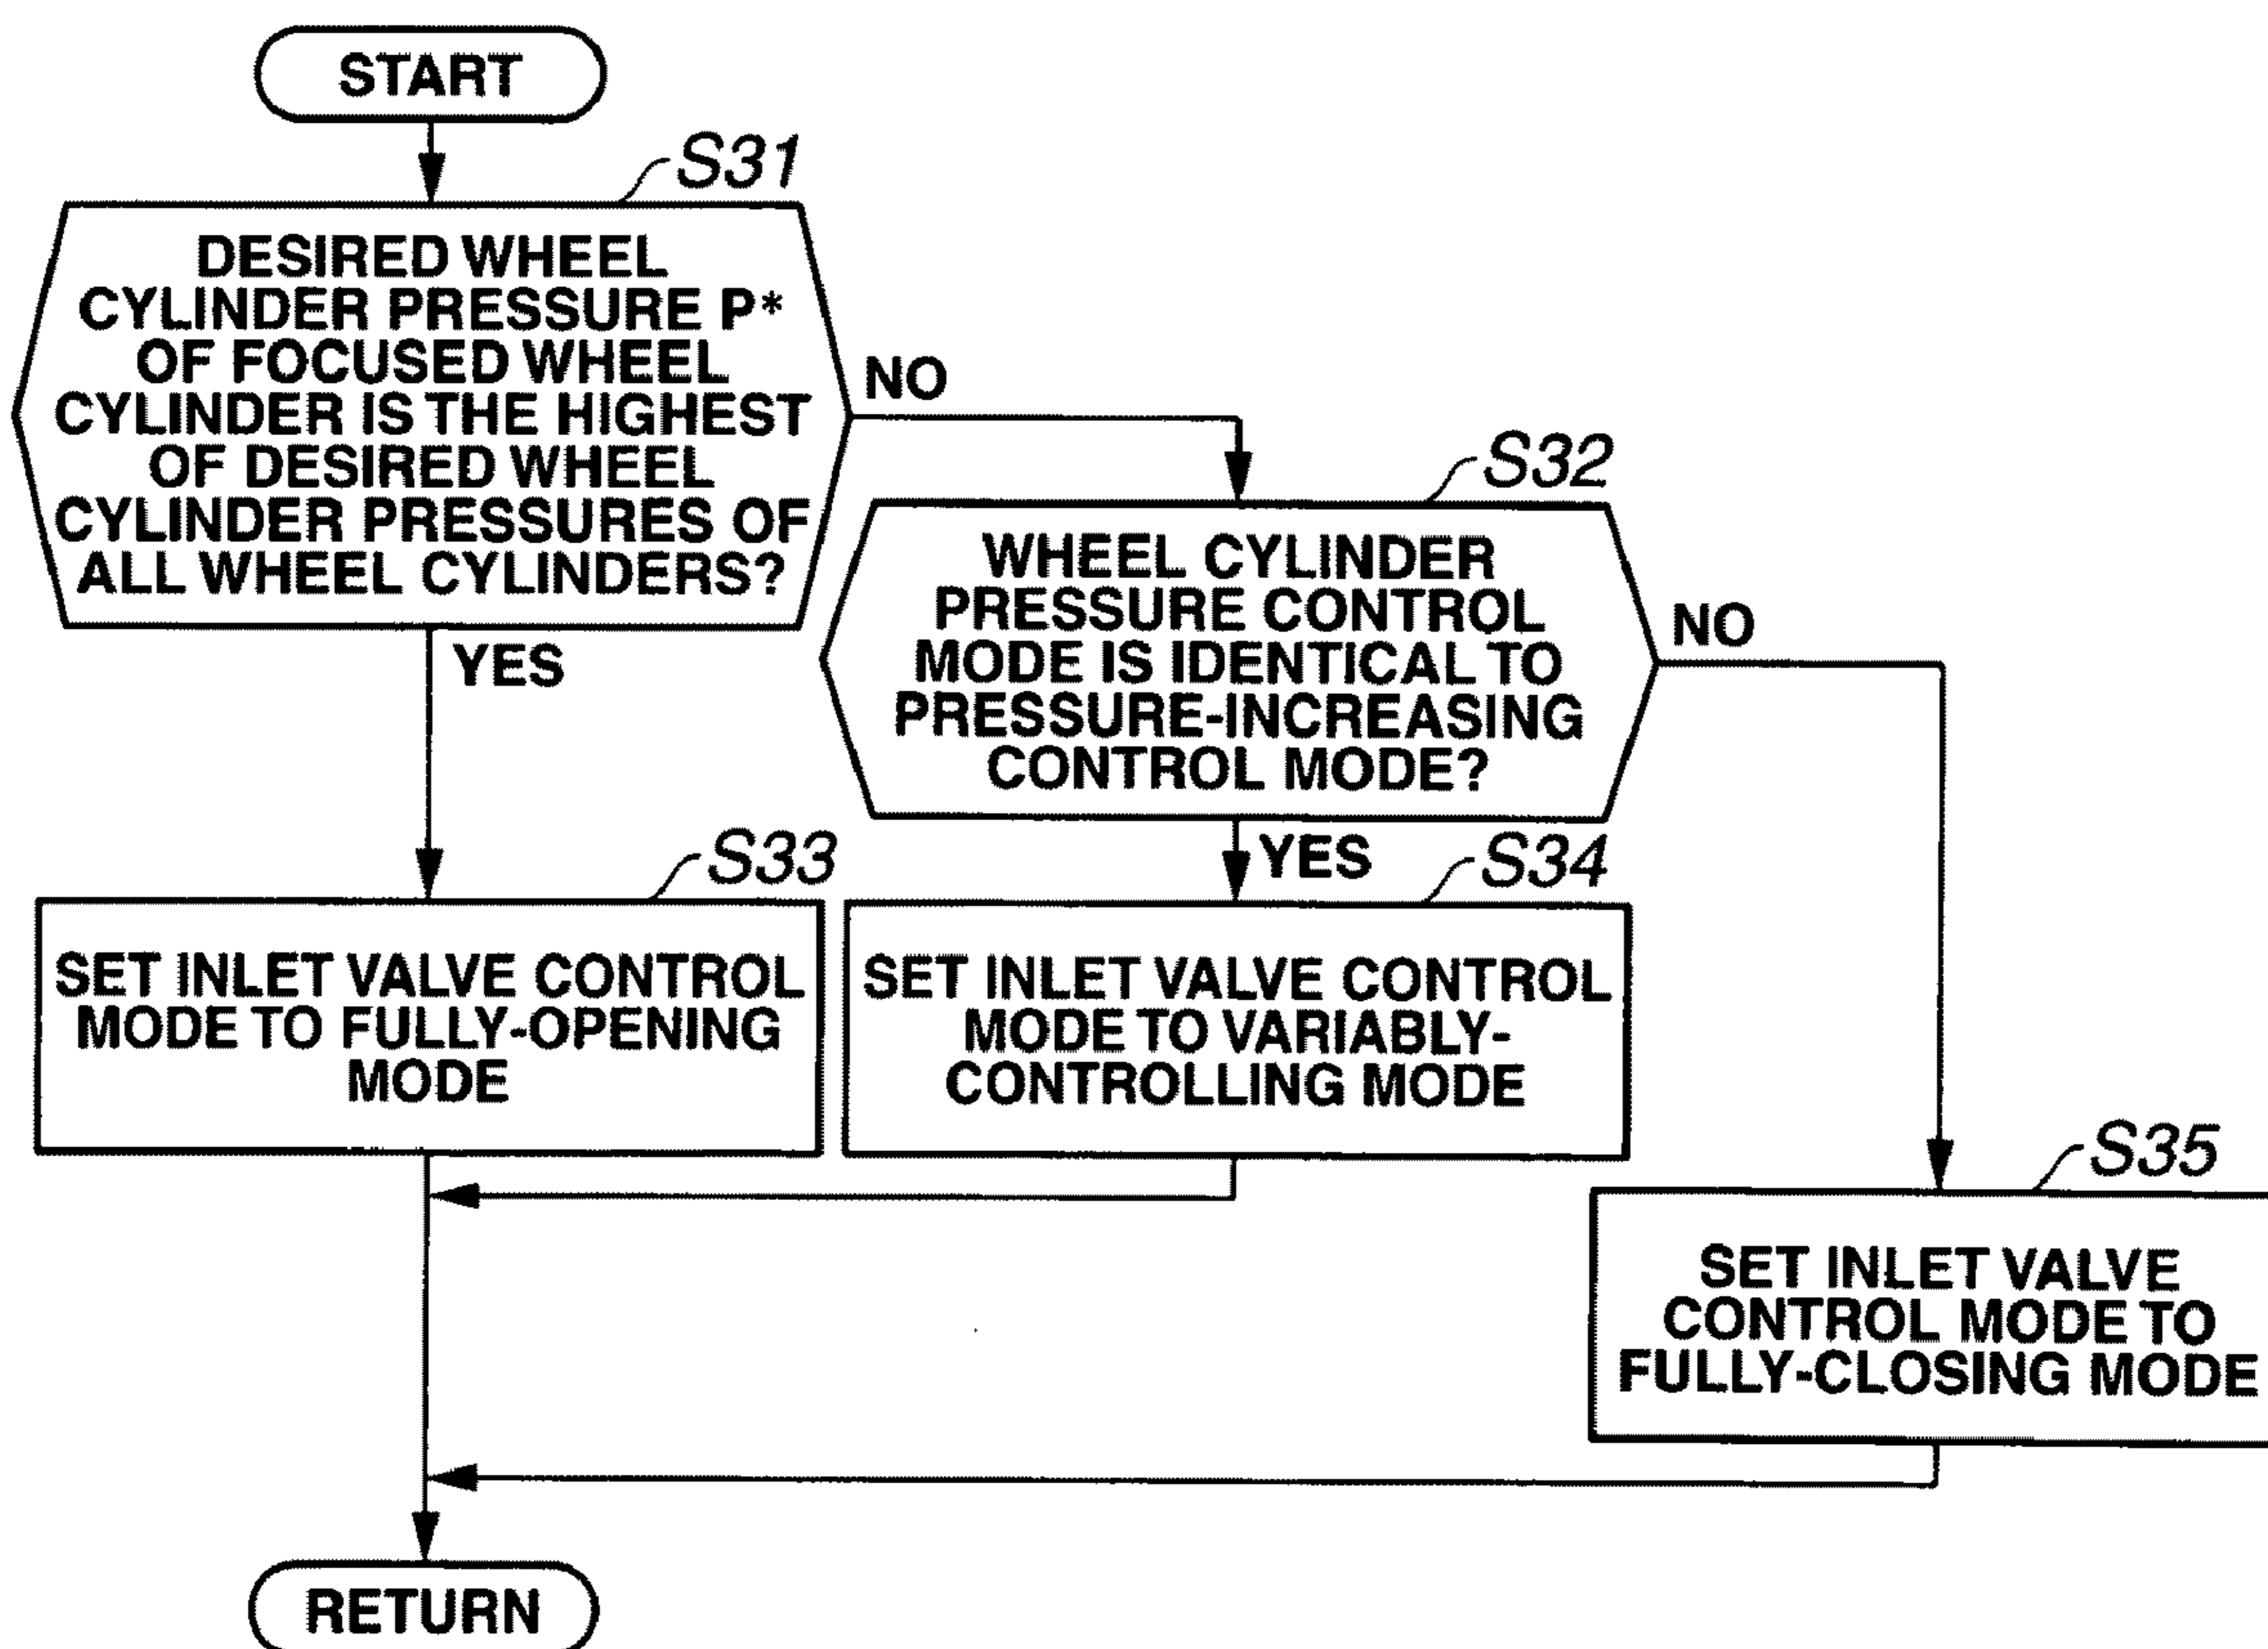 START
S31
DESIRED WHEEL
CYLINDER PRESSURE P*
OF FOCUSED WHEEL
CYLINDER IS THE HIGHEST
OF DESIRED WHEEL
CYLINDER PRESSURES OF
ALL WHEEL CYLINDERS?
NO
YES
S32
WHEEL CYLINDER
PRESSURE CONTROL
MODE IS IDENTICAL TO
PRESSURE-INCREASING
CONTROL MODE?
NO
YES
S33
SET INLET VALVE CONTROL
MODE TO FULLY-OPENING
MODE
S34
SET INLET VALVE CONTROL
MODE TO VARIABLY-
CONTROLLING MODE
S35
SET INLET VALVE
CONTROL MODE TO
FULLY-CLOSING MODE
RETURN